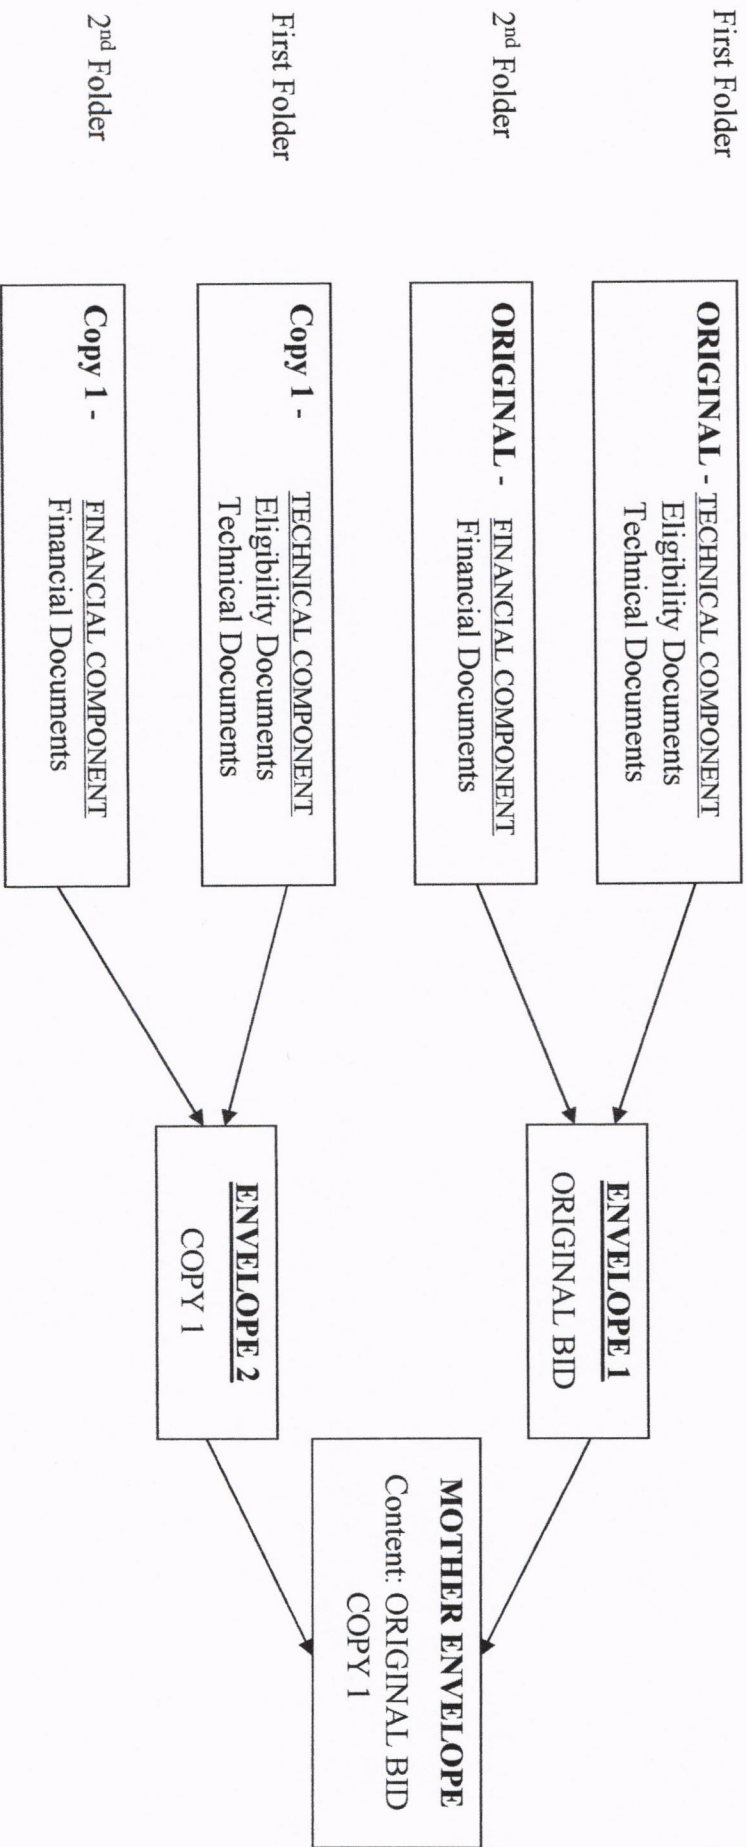 First Folder
ORIGINAL - TECHNICAL COMPONENT
Eligibility Documents
Technical Documents
2nd Folder
ORIGINAL - FINANCIAL COMPONENT
Financial Documents
First Folder
Copy 1 - TECHNICAL COMPONENT
Eligibility Documents
Technical Documents
2nd Folder
Copy 1 - FINANCIAL COMPONENT
Financial Documents
ENVELOPE 1
ORIGINAL BID
ENVELOPE 2
COPY 1
MOTHER ENVELOPE
Content: ORIGINAL BID
COPY 1